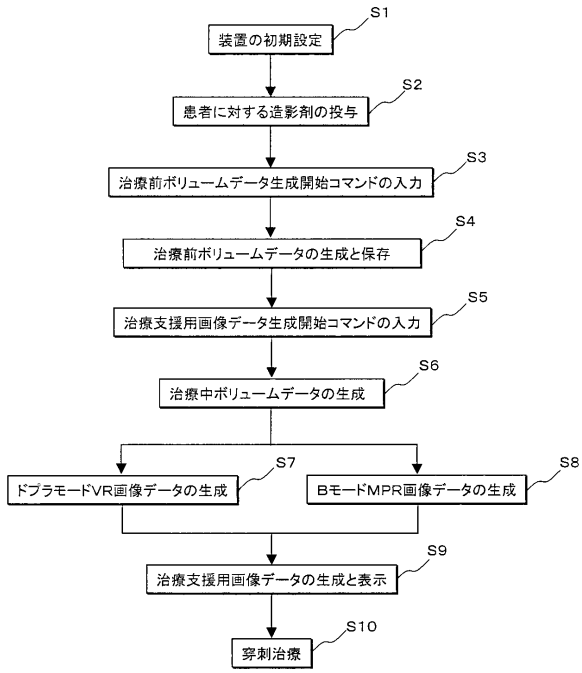 S1
装置の初期設定
S2
患者に対する造影剤の投与
S3
治療前ボリュームデータ生成開始コマンドの入力
S4
治療前ボリュームデータの生成と保存
S5
治療支援用画像データ生成開始コマンドの入力
S6
治療中ボリュームデータの生成
S7
ドプラモードVR画像データの生成
S8
BモードMPR画像データの生成
S9
治療支援用画像データの生成と表示
S10
穿刺治療